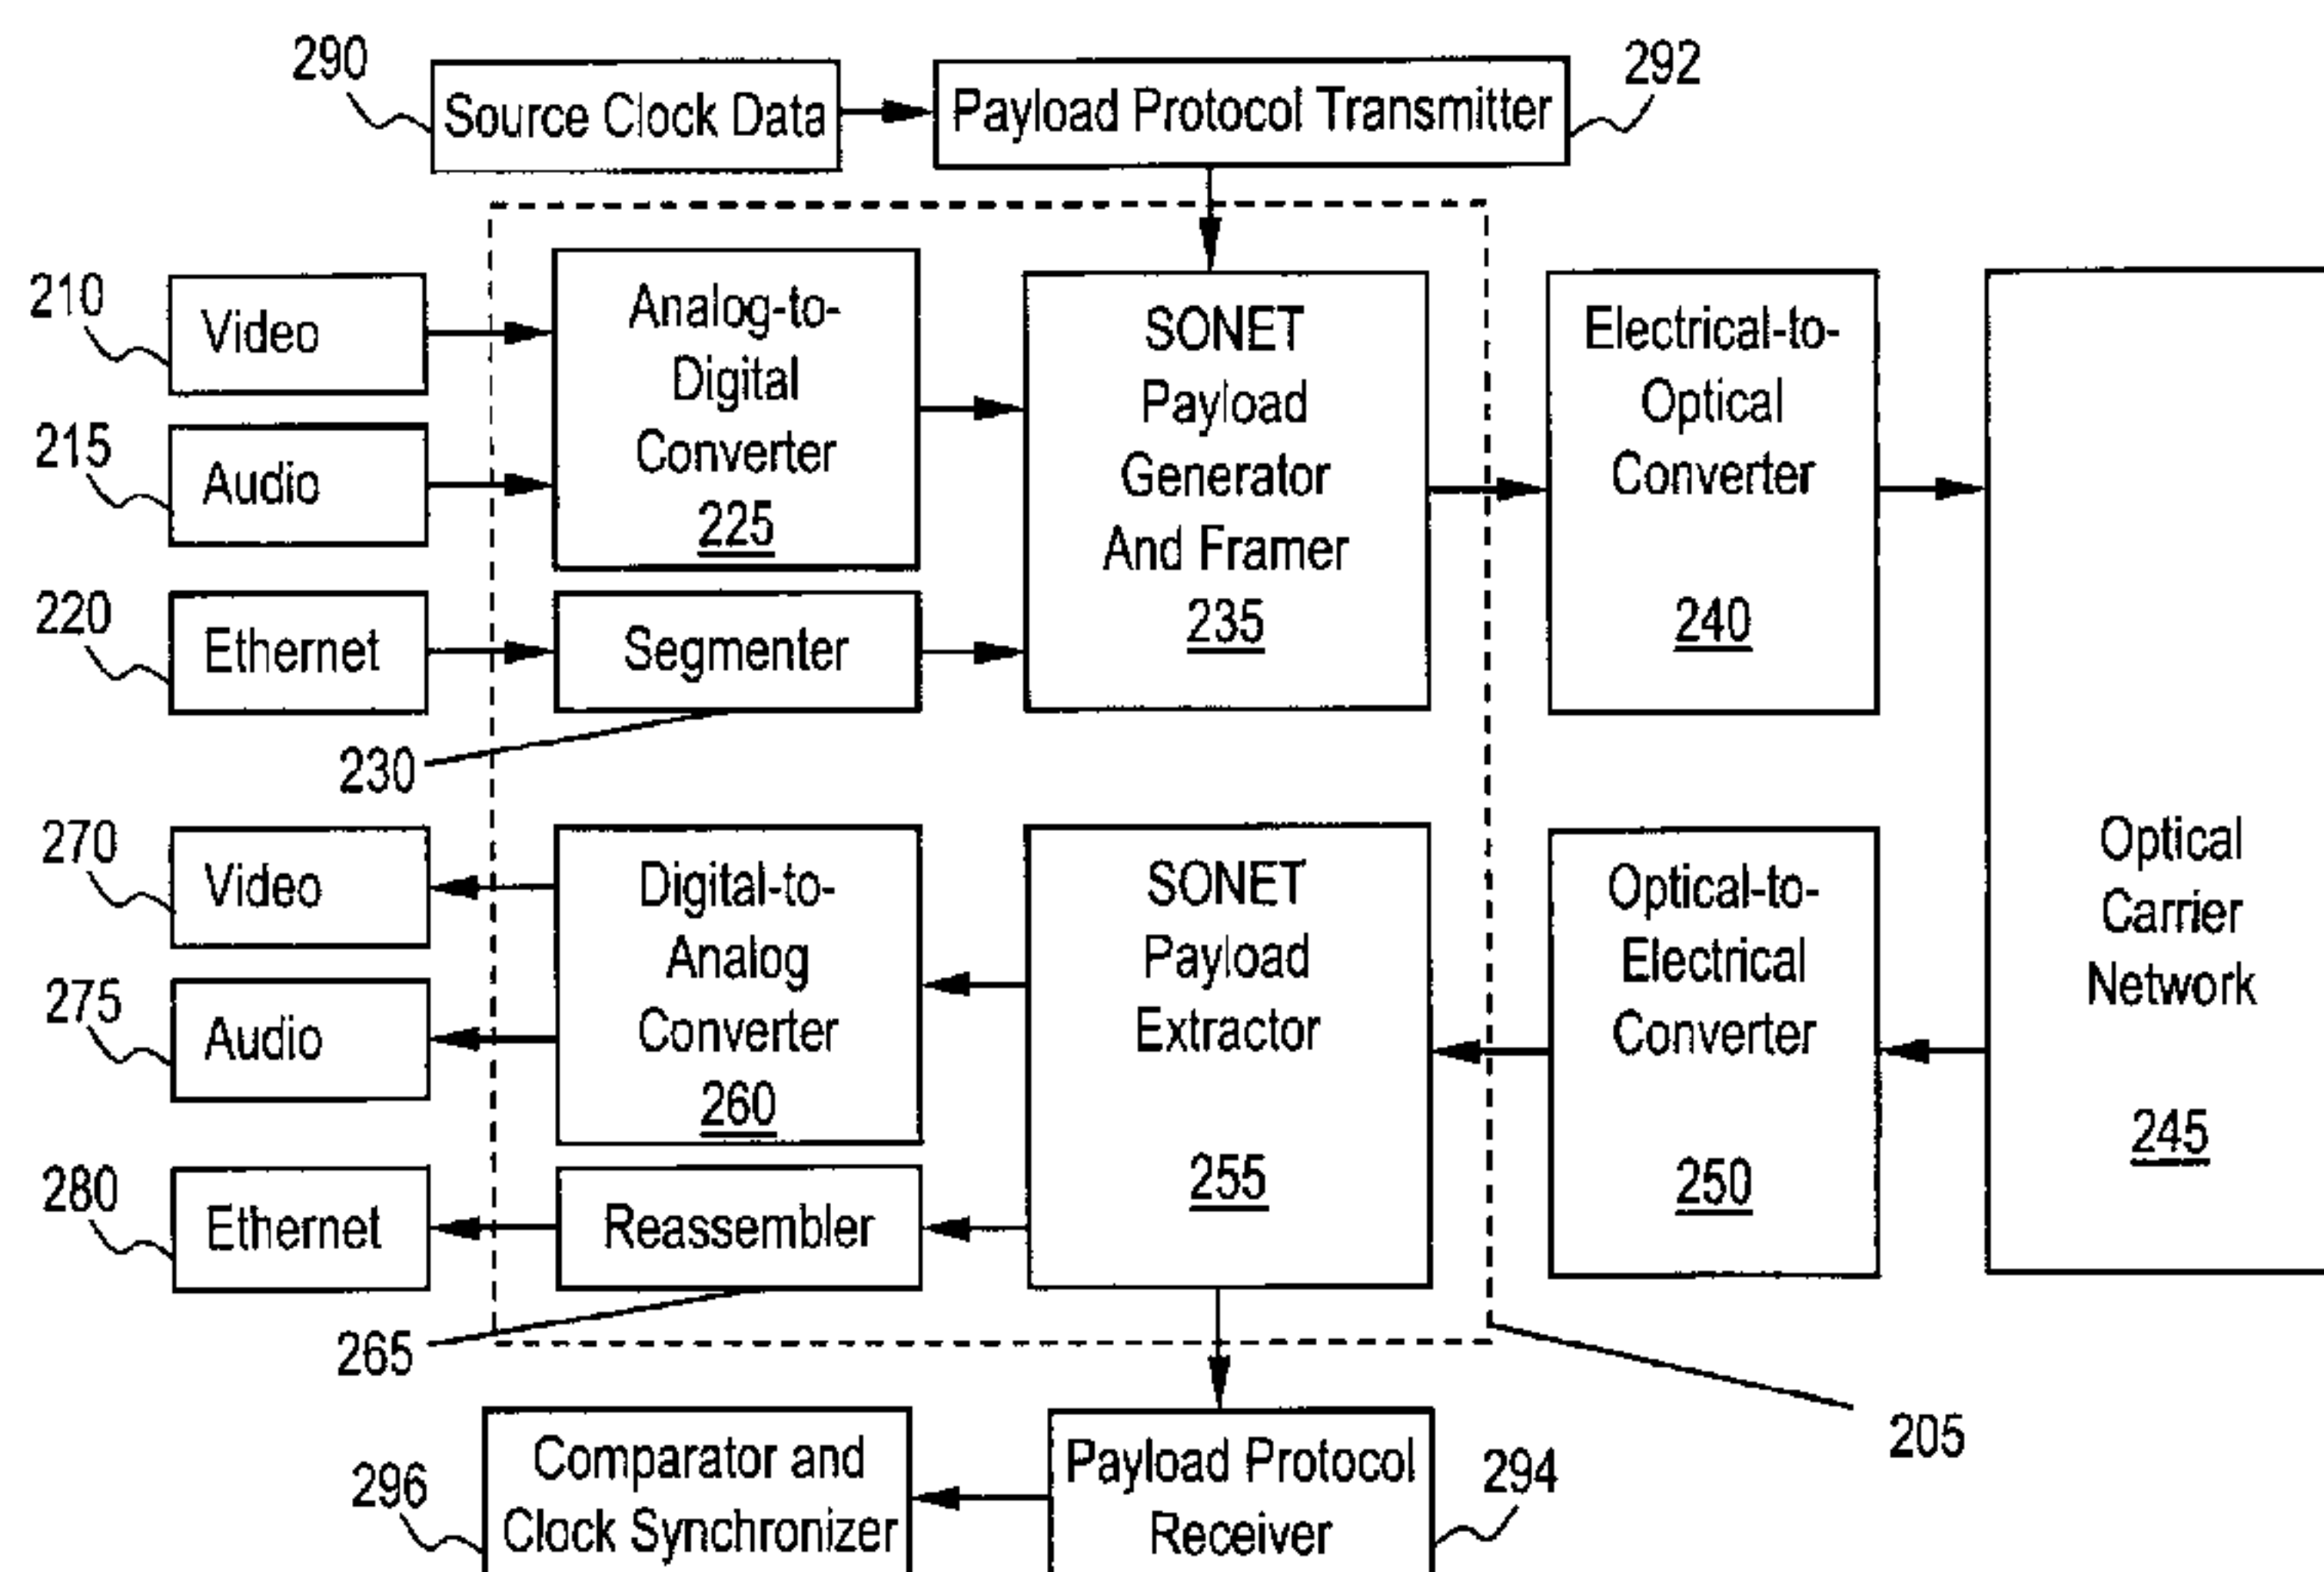 290
Source Clock Data
Payload Protocol Transmitter
292
210
Video
215
Audio
220
Ethernet
Analog-to-
Digital
Converter
225
Segmenter
230
SONET
Payload
Generator
And Framer
235
Electrical-to-
Optical
Converter
240
Optical
Carrier
Network
245
270
Video
275
Audio
280
Ethernet
Digital-to-
Analog
Converter
260
Reassembler
265
SONET
Payload
Extractor
255
Optical-to-
Electrical
Converter
250
205
296
Comparator and
Clock Synchronizer
Payload Protocol
Receiver
294